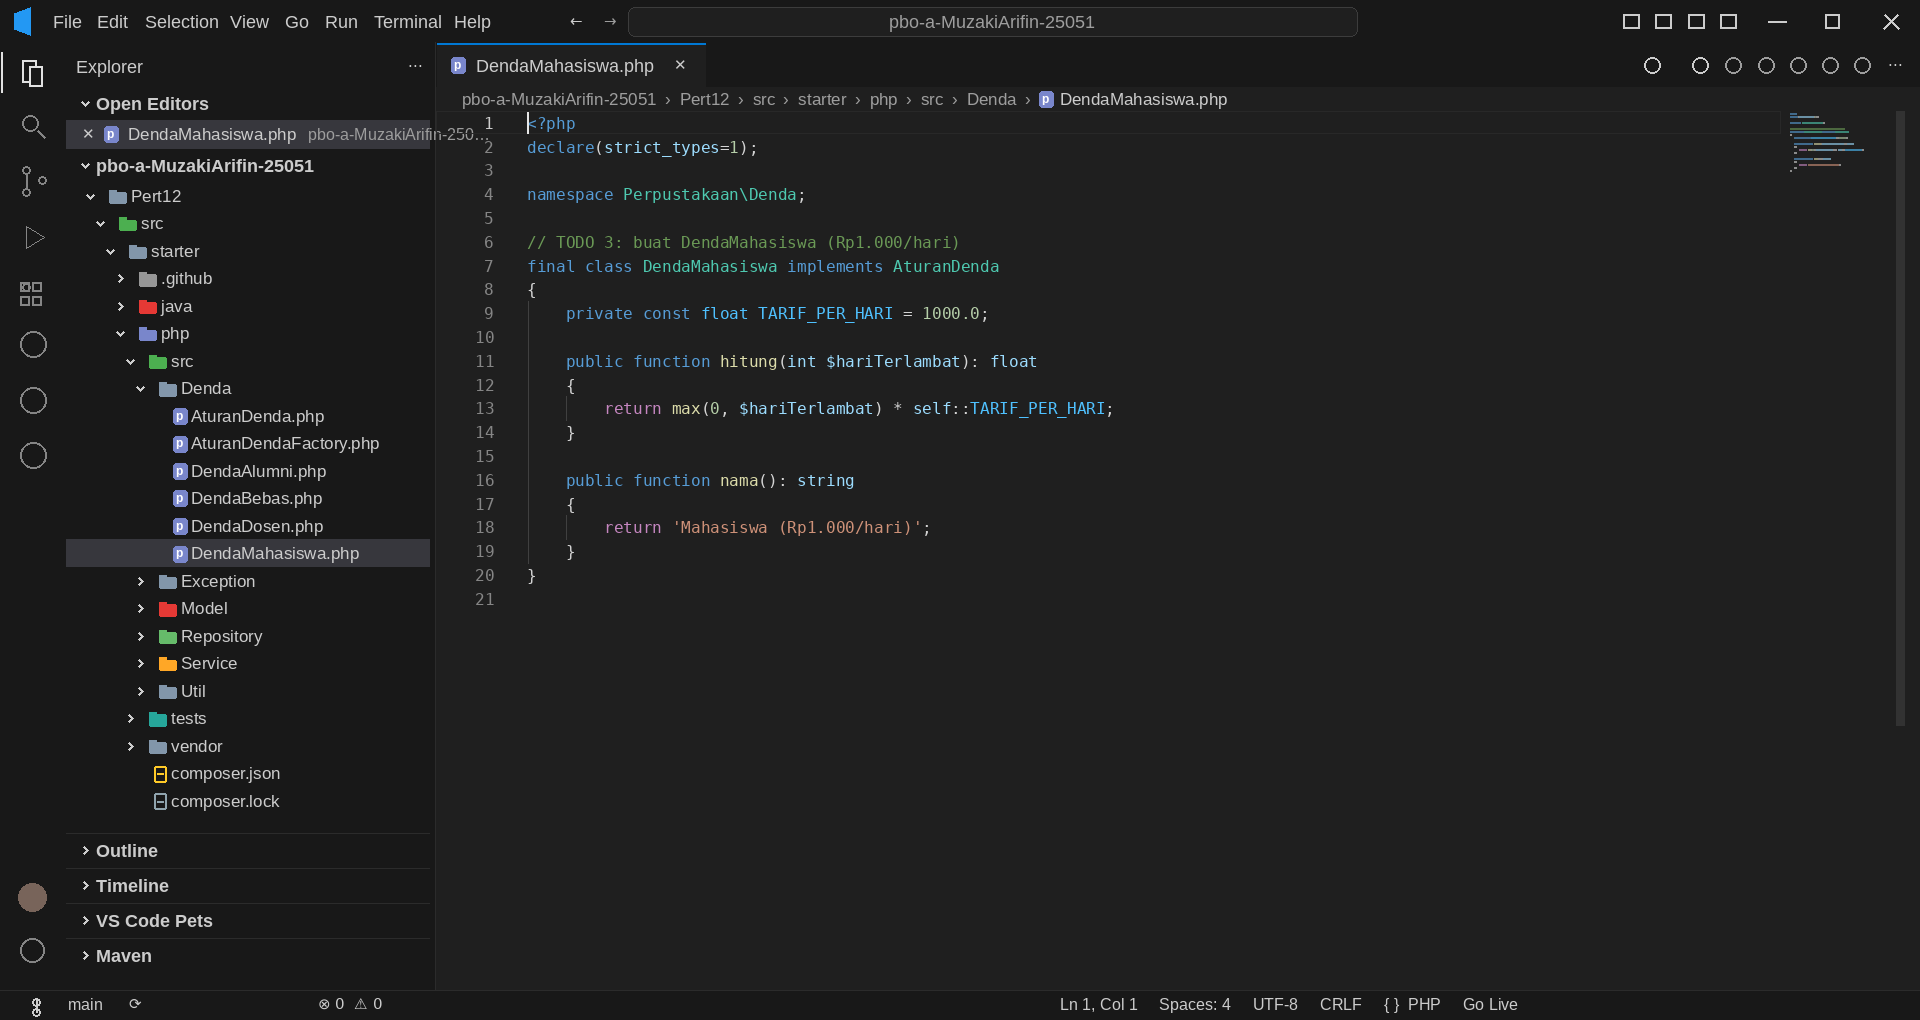 File Edit Selection View Go Run Terminal Help ← → pbo-a-MuzakiArifin-25051
Explorer ···
Open Editors
× DendaMahasiswa.php pbo-a-MuzakiArifin-250...
pbo-a-MuzakiArifin-25051
Pert12
src
starter
.github
java
php
src
Denda
AturanDenda.php
AturanDendaFactory.php
DendaAlumni.php
DendaBebas.php
DendaDosen.php
DendaMahasiswa.php
Exception
Model
Repository
Service
Util
tests
vendor
composer.json
composer.lock
Outline
Timeline
VS Code Pets
Maven
DendaMahasiswa.php × ···
pbo-a-MuzakiArifin-25051 › Pert12 › src › starter › php › src › Denda › DendaMahasiswa.php
1 <?php
2 declare(strict_types=1);
3
4 namespace Perpustakaan\Denda;
5
6 // TODO 3: buat DendaMahasiswa (Rp1.000/hari)
7 final class DendaMahasiswa implements AturanDenda
8 {
9     private const float TARIF_PER_HARI = 1000.0;
10
11     public function hitung(int $hariTerlambat): float
12     {
13         return max(0, $hariTerlambat) * self::TARIF_PER_HARI;
14     }
15
16     public function nama(): string
17     {
18         return 'Mahasiswa (Rp1.000/hari)';
19     }
20 }
21
main ⟳ ⊗ 0 ⚠ 0 Ln 1, Col 1 Spaces: 4 UTF-8 CRLF { } PHP Go Live